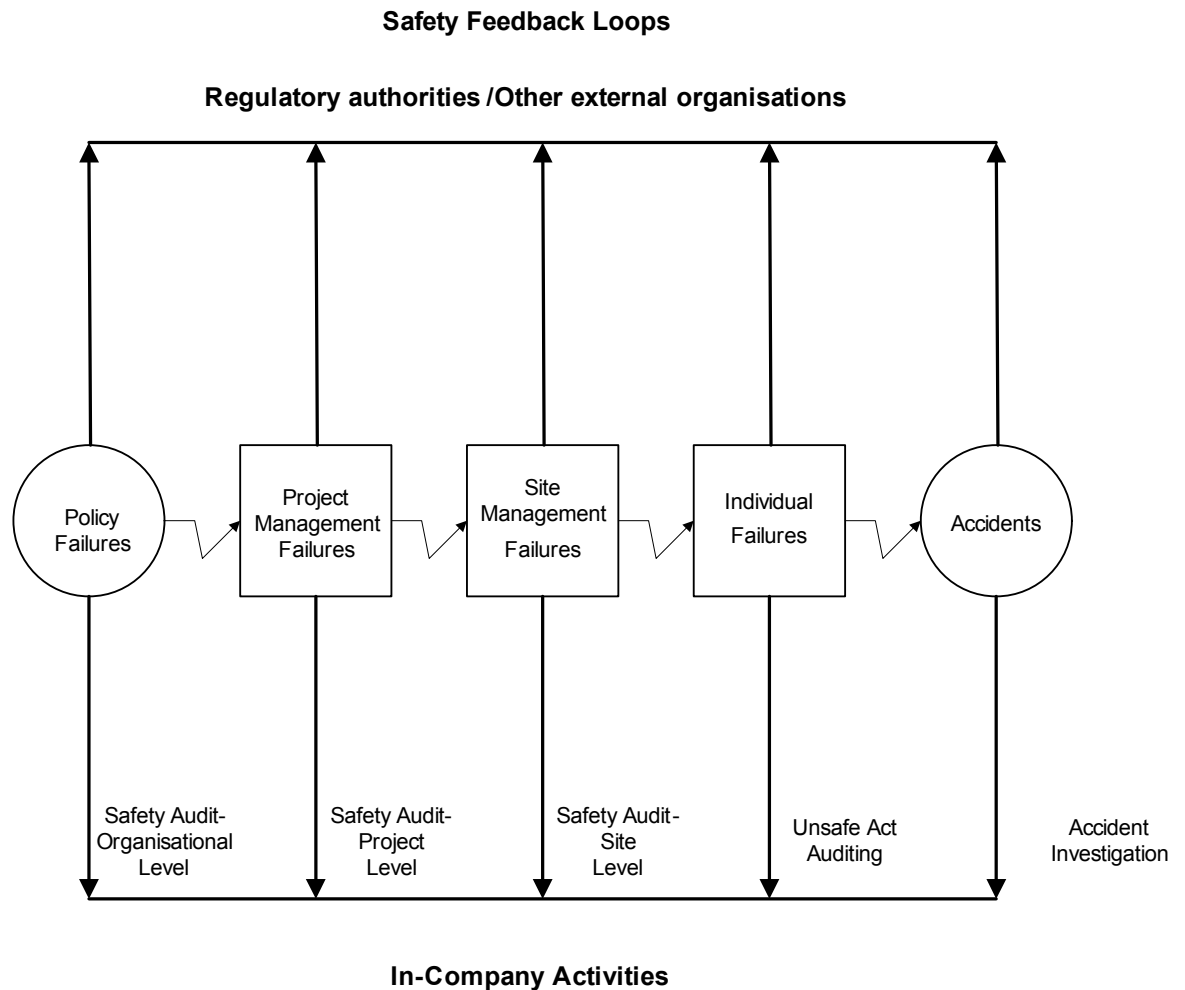 Safety Feedback Loops
Regulatory authorities /Other external organisations
Policy
Failures
Project
Management
Failures
Site
Management
Failures
Individual
Failures
Accidents
Safety Audit-
Organisational
Level
Safety Audit-
Project
Level
Safety Audit-
Site
Level
Unsafe Act
Auditing
Accident
Investigation
In-Company Activities